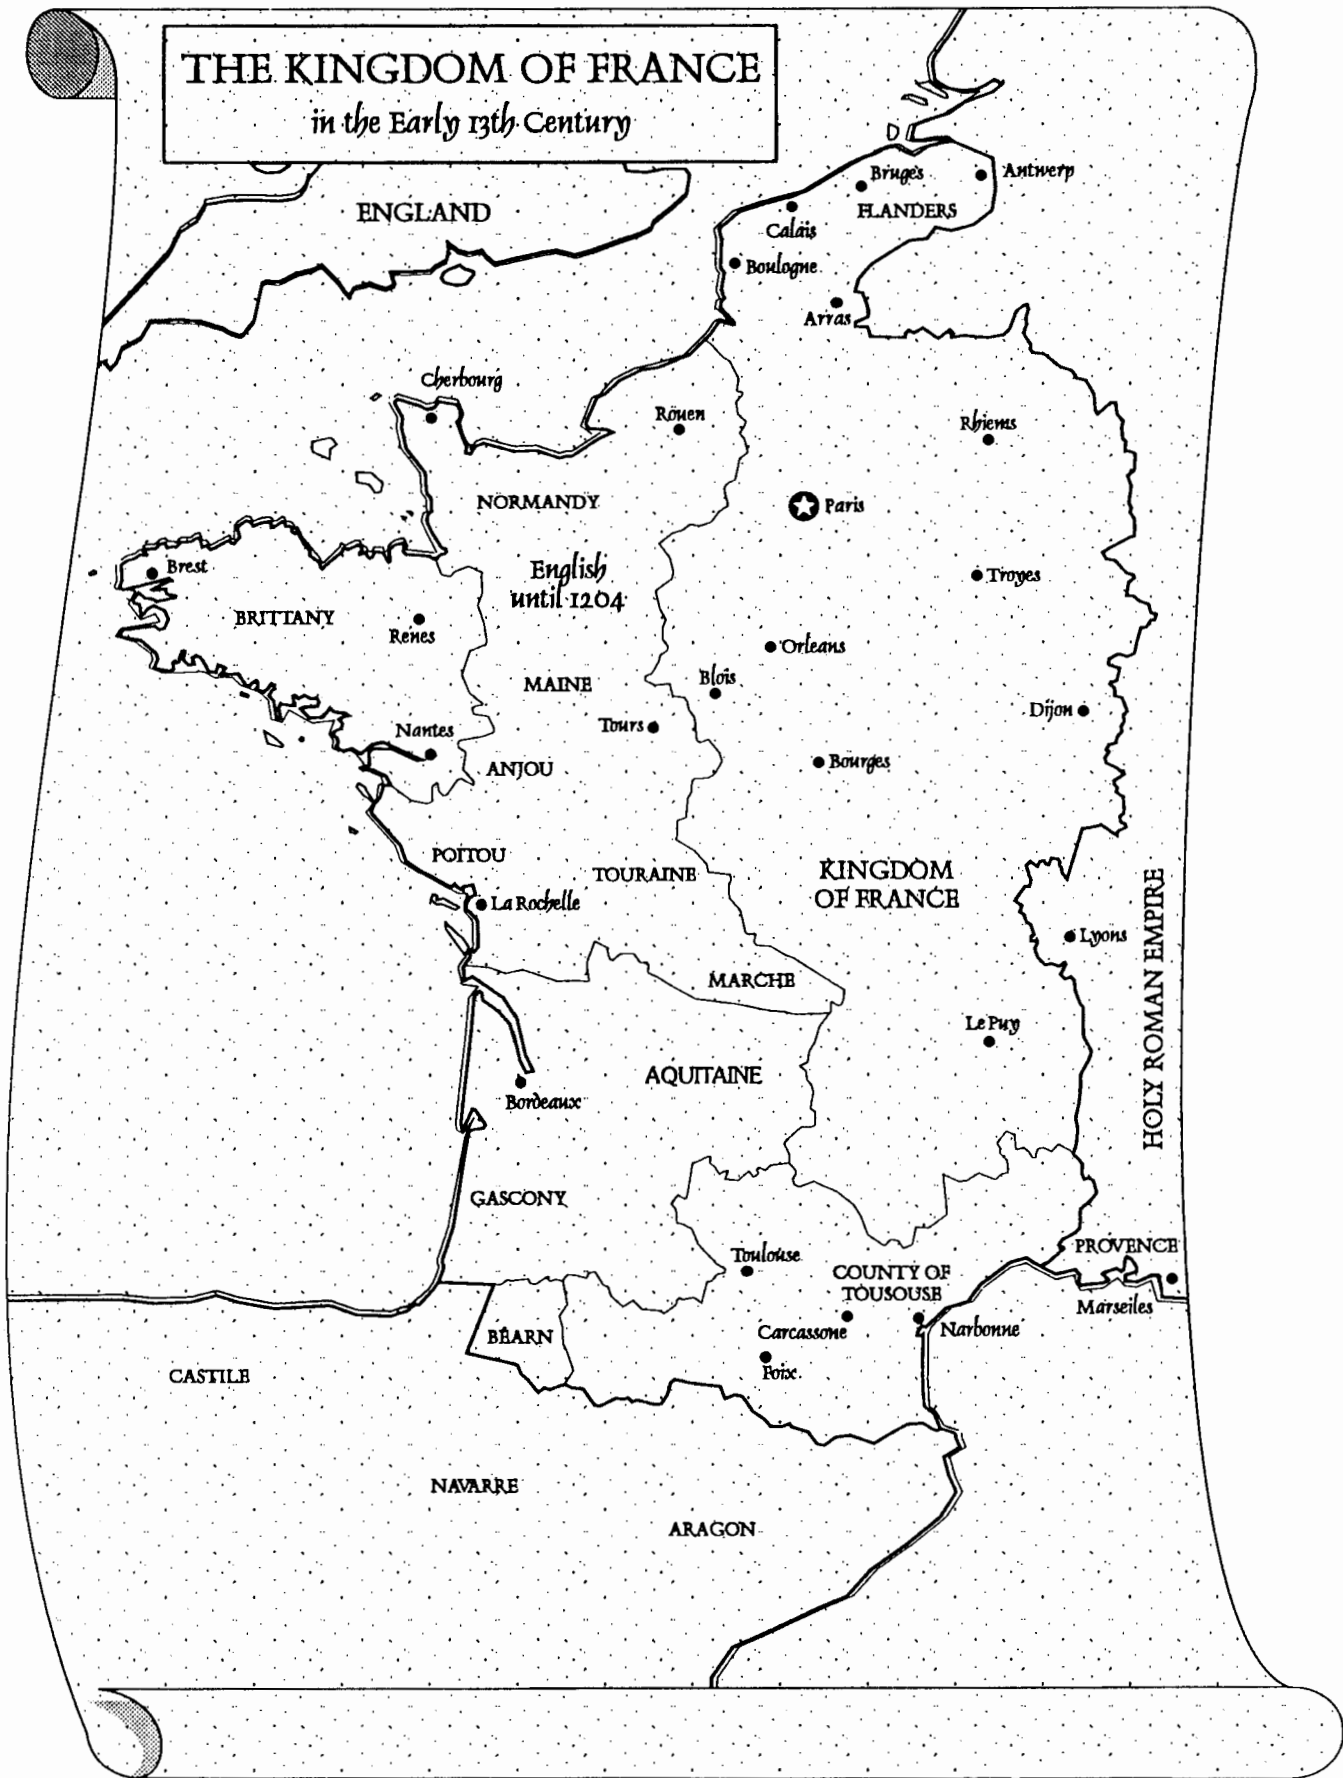 THE KINGDOM OF FRANCE
in the Early 13th Century
ENGLAND
Bruges
Antwerp
FLANDERS
Calais
Boulogne
Arras
Cherbourg
Rouen
Rhiems
NORMANDY
Paris
English
until 1204
Brest
Troyes
BRITTANY
Renes
Orleans
MAINE
Blois
Dijon
Tours
Nantes
ANJOU
Bourges
POITOU
TOURAINE
KINGDOM
OF FRANCE
La Rochelle
Lyons
HOLY ROMAN EMPIRE
MARCHE
Le Puy
AQUITAINE
Bordeaux
GASCONY
Toulouse
PROVENCE
COUNTY OF
TOUSOUSE
Marseiles
BÉARN
Carcassone
Narbonne
Foix
CASTILE
NAVARRE
ARAGON